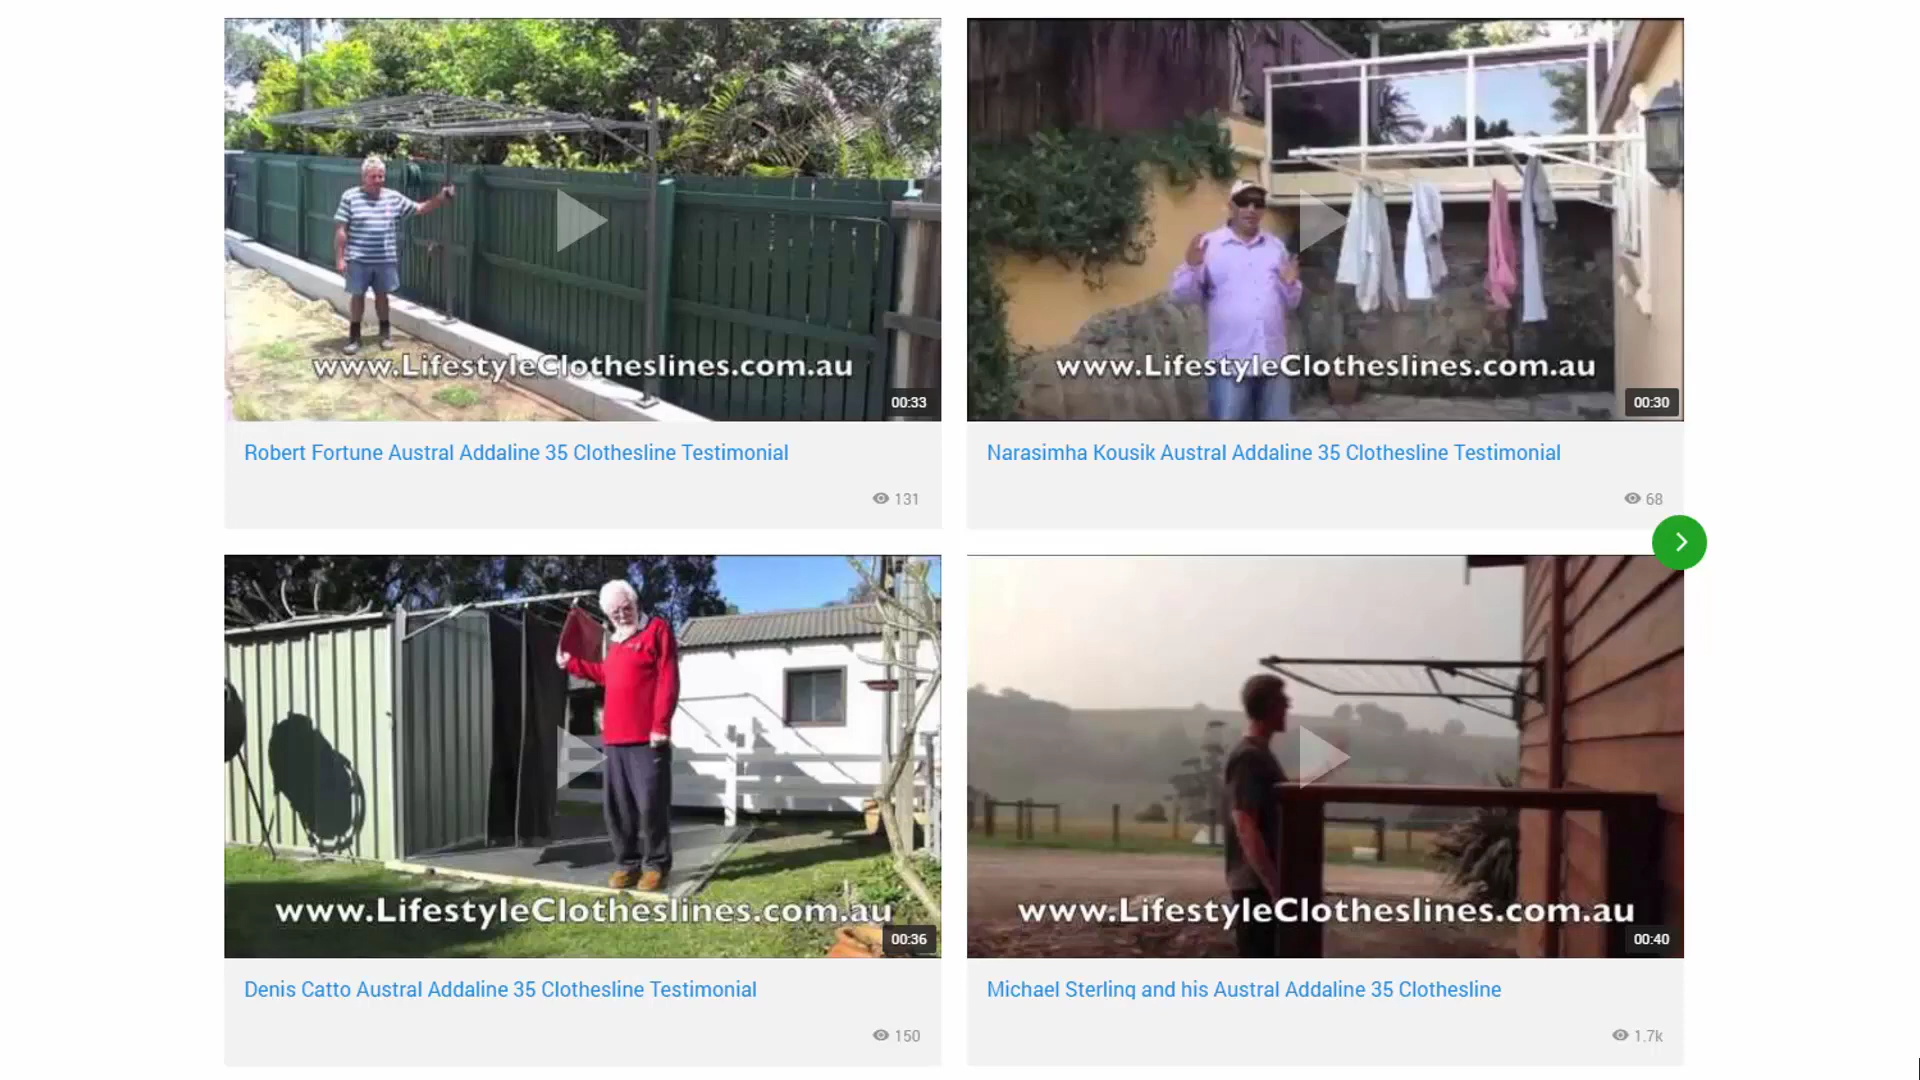 www.LifestyleClotheslines.com.au
00:33
Robert Fortune Austral Addaline 35 Clothesline Testimonial
131
www.LifestyleClotheslines.com.au
00:30
Narasimha Kousik Austral Addaline 35 Clothesline Testimonial
68
www.LifestyleClotheslines.com.au
00:36
Denis Catto Austral Addaline 35 Clothesline Testimonial
150
www.LifestyleClotheslines.com.au
00:40
Michael Sterling and his Austral Addaline 35 Clothesline
1.7k